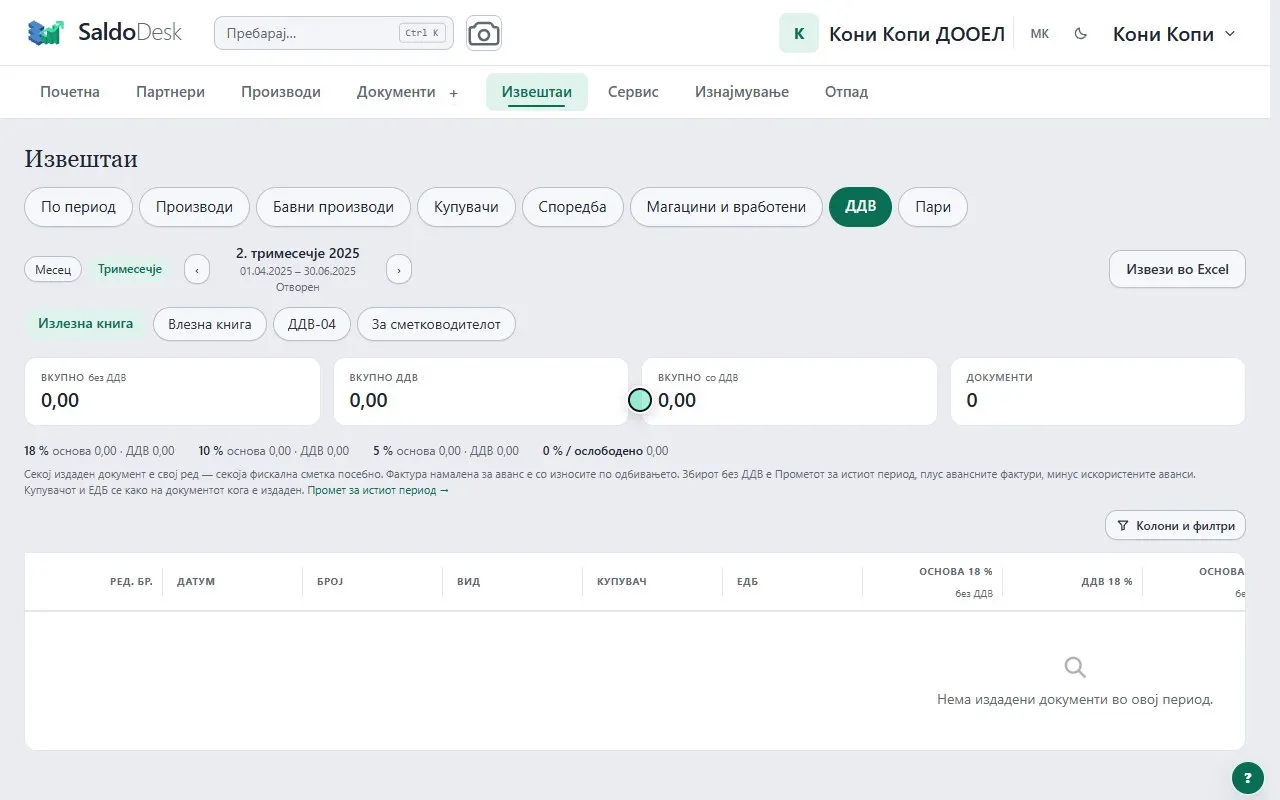 SaldoDesk
Пребарај... Ctrl K
K Кони Копи ДООЕЛ МК Кони Копи
Почетна Партнери Производи Документи + Извештаи Сервис Изнајмување Отпад
Извештаи
По период Производи Бавни производи Купувачи Споредба Магацини и вработени ДДВ Пари
Месец Тримесечје ‹ 2. тримесечје 2025 ›
01.04.2025 – 30.06.2025
Отворен
Извези во Excel
Излезна книга Влезна книга ДДВ-04 За сметководителот
ВКУПНО без ДДВ ВКУПНО ДДВ ВКУПНО со ДДВ ДОКУМЕНТИ
0,00 0,00 0,00 0
18 % основа 0,00 · ДДВ 0,00 10 % основа 0,00 · ДДВ 0,00 5 % основа 0,00 · ДДВ 0,00 0 % / ослободено 0,00
Секој издаден документ е свој ред — секоја фискална сметка посебно. Фактура намалена за аванс е со износите по одбивањето. Збирот без ДДВ е Прометот за истиот период, плус авансните фактури, минус искористените аванси.
Купувачот и ЕДБ се како на документот кога е издаден. Промет за истиот период →
Колони и филтри
РЕД. БР. ДАТУМ БРОЈ ВИД КУПУВАЧ ЕДБ ОСНОВА 18 % ДДВ 18 % ОСНОВА
без ДДВ бе
Нема издадени документи во овој период.
?